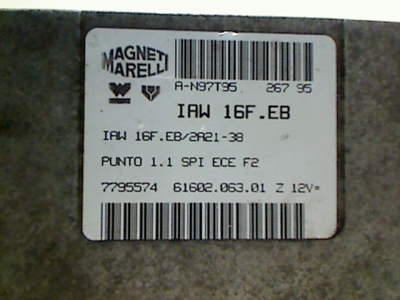 MAGNETI
MARELLI
A-N97T95 267 95
IAW 16F.EB
IAW 16F.EB/2A21-38
PUNTO 1.1 SPI ECE F2
7795574 61602.063.01 Z 12V=